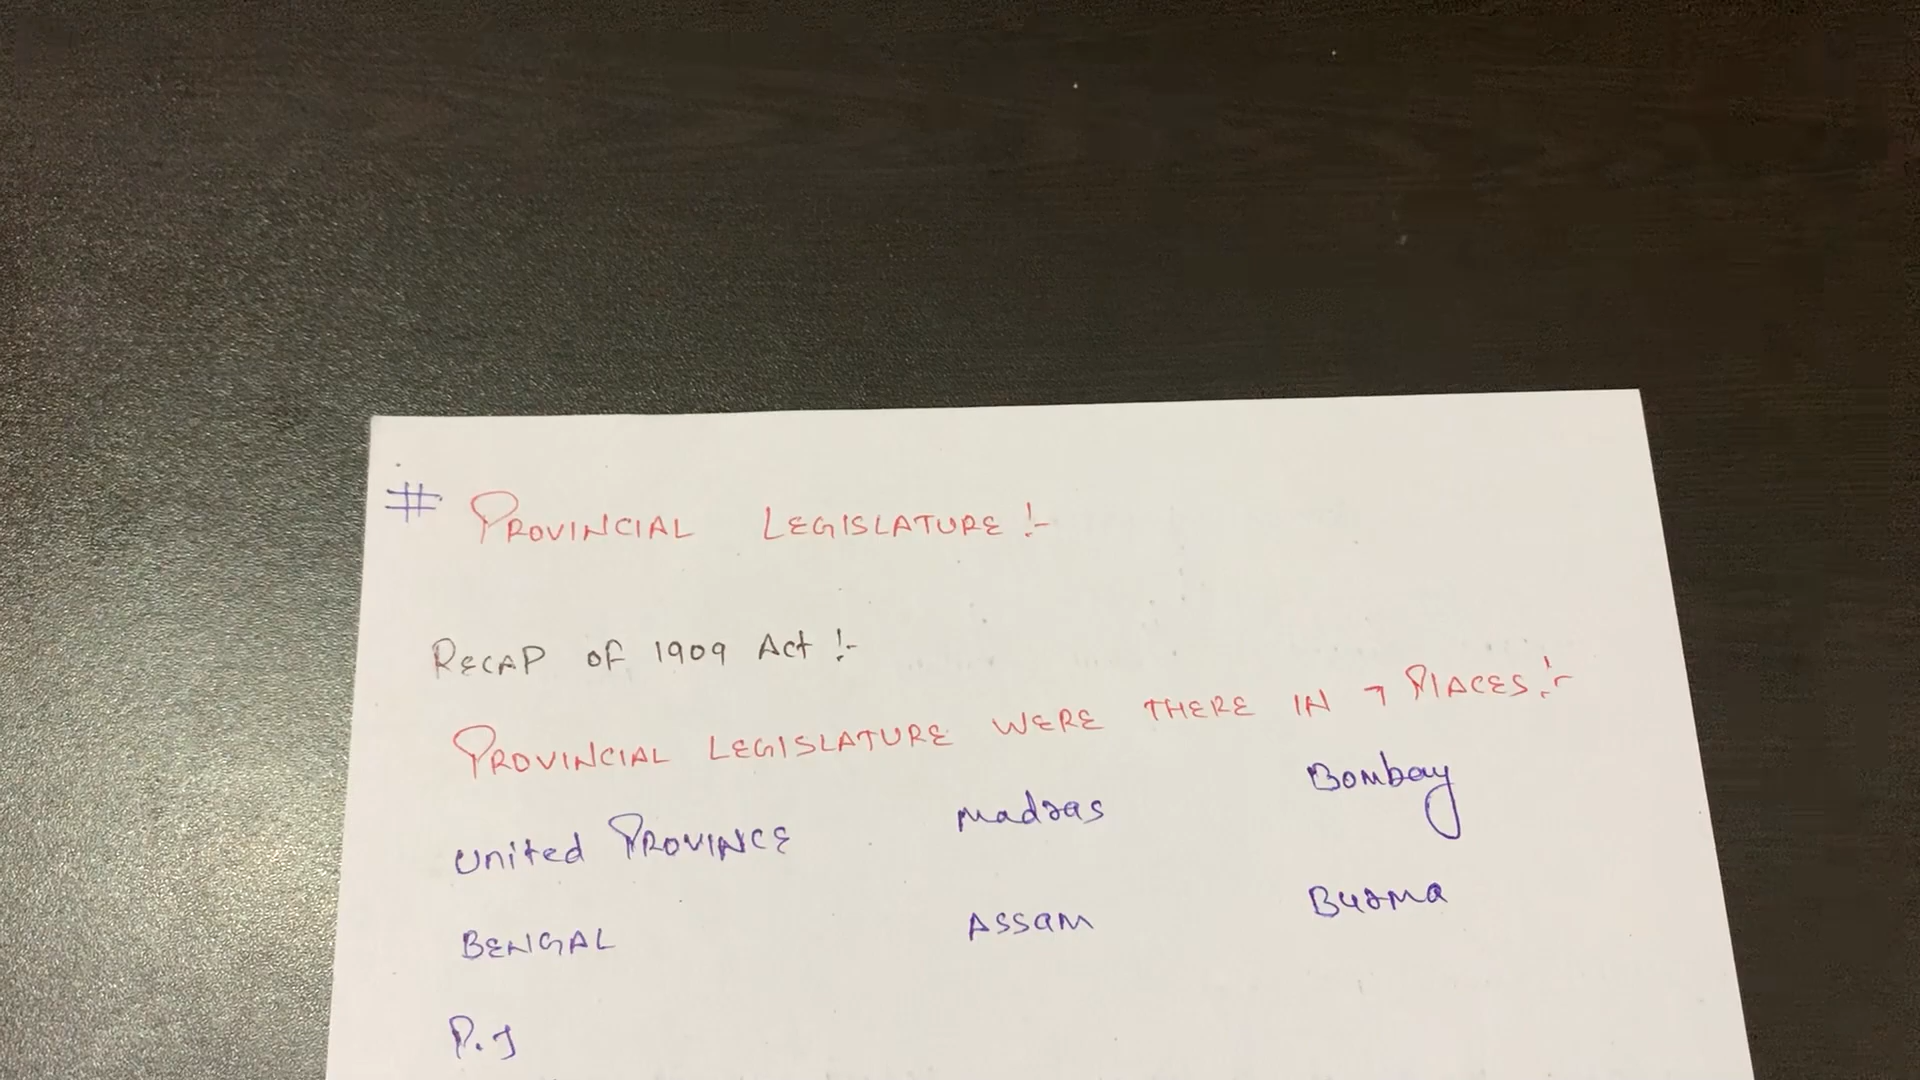 # PROVINCIAL LEGISLATURE :-
RECAP OF 1909 Act :-
PROVINCIAL LEGISLATURE WERE THERE IN 7 PlACES :-
United PROVINCE Madras Bombay
BENGAL ASSAM Burma